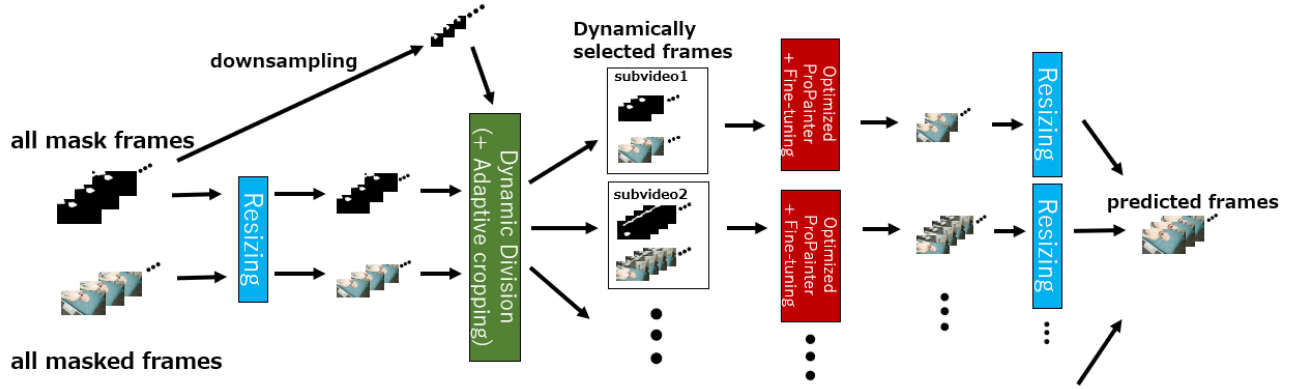 downsampling
all mask frames
all masked frames
Resizing
Dynamic Division
(+ Adaptive cropping)
Dynamically
selected frames
subvideo1
subvideo2
Optimized
ProPainter
+ Fine-tuning
Optimized
ProPainter
+ Fine-tuning
Resizing
Resizing
predicted frames